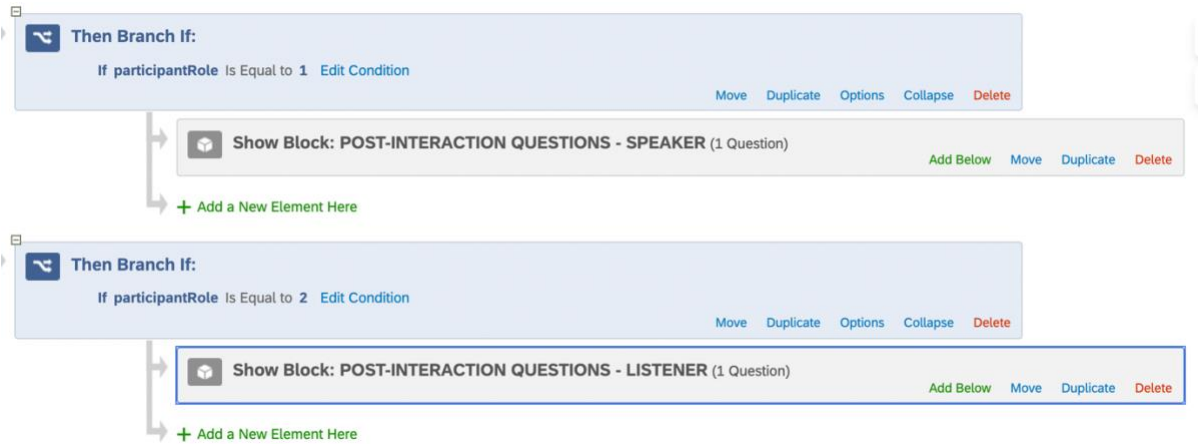 Then Branch If:
If participantRole Is Equal to 1 Edit Condition
Move Duplicate Options Collapse Delete
Show Block: POST-INTERACTION QUESTIONS - SPEAKER (1 Question)
Add Below Move Duplicate Delete
+ Add a New Element Here
Then Branch If:
If participantRole Is Equal to 2 Edit Condition
Move Duplicate Options Collapse Delete
Show Block: POST-INTERACTION QUESTIONS - LISTENER (1 Question)
Add Below Move Duplicate Delete
+ Add a New Element Here